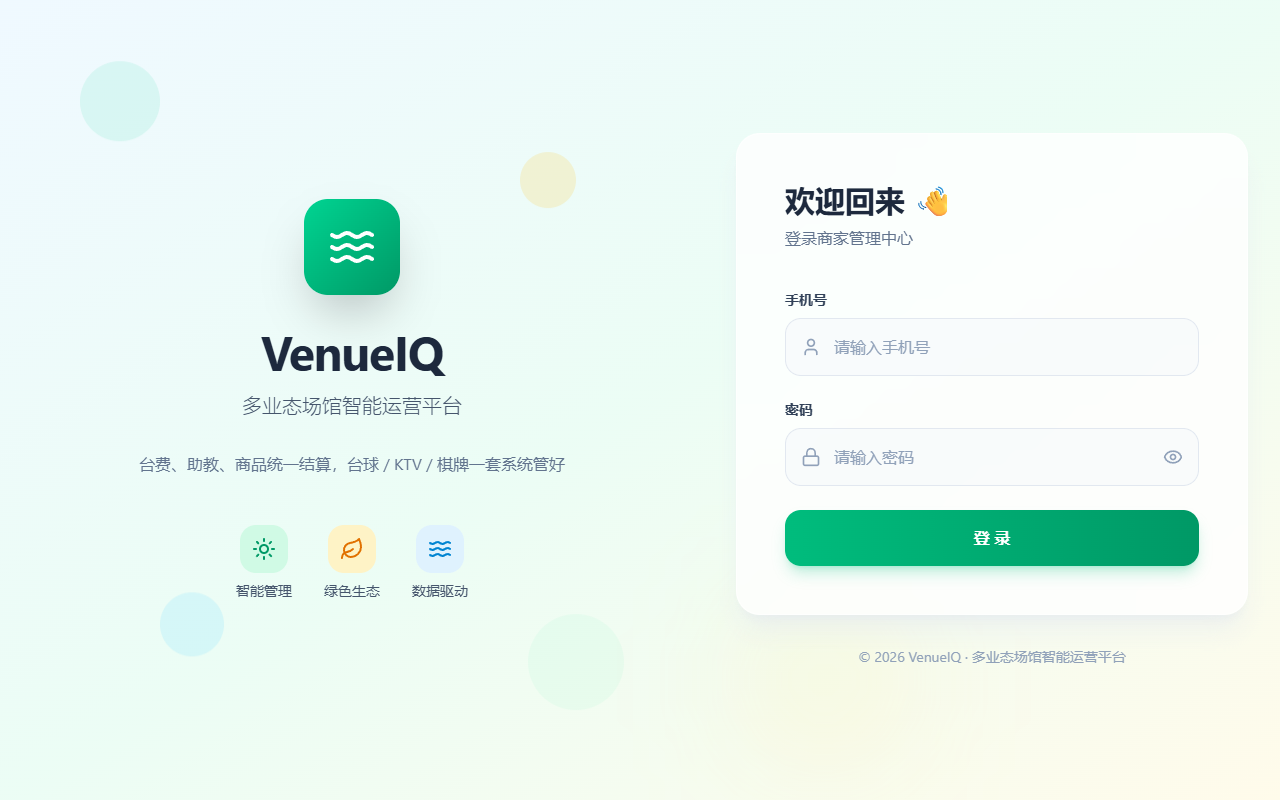 VenueIQ
多业态场馆智能运营平台
台费、助教、商品统一结算，台球 / KTV / 棋牌一套系统管好
智能管理
绿色生态
数据驱动
欢迎回来 👋
登录商家管理中心
手机号
请输入手机号
密码
请输入密码
登录
© 2026 VenueIQ · 多业态场馆智能运营平台